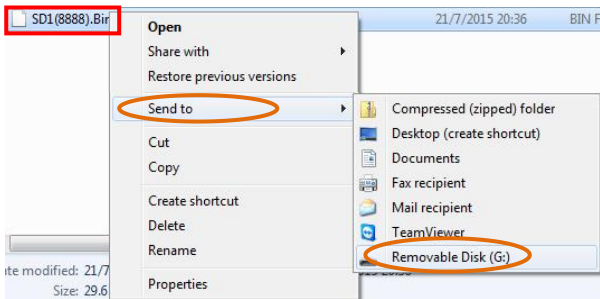 SD1(8888).Bin
21/7/2015 20:36
BIN F
Open
Share with
Restore previous versions
Send to
Cut
Copy
Create shortcut
Delete
Rename
Properties
Compressed (zipped) folder
Desktop (create shortcut)
Documents
Fax recipient
Mail recipient
TeamViewer
Removable Disk (G:)
te modified: 21/7
Size: 29.6